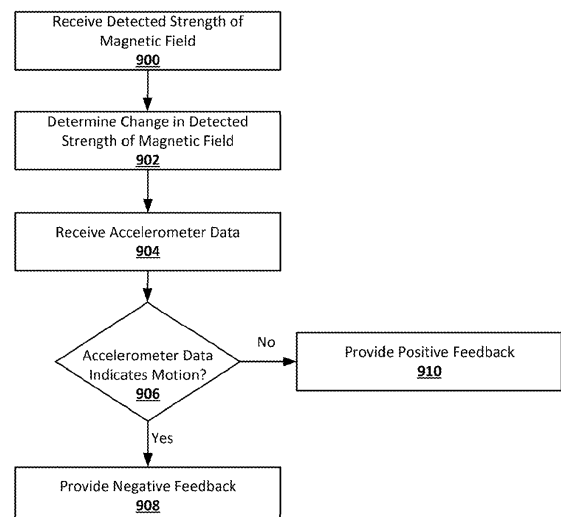 Receive Detected Strength of
Magnetic Field
900
Determine Change in Detected
Strength of Magnetic Field
902
Receive Accelerometer Data
904
Accelerometer Data
Indicates Motion?
906
No
Provide Positive Feedback
910
Yes
Provide Negative Feedback
908